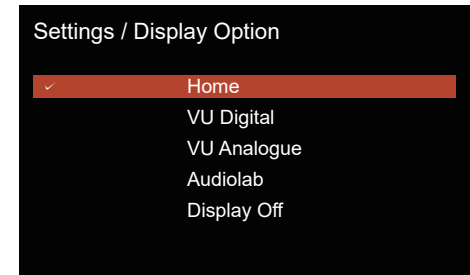 Settings / Display Option
✓ Home
VU Digital
VU Analogue
Audiolab
Display Off